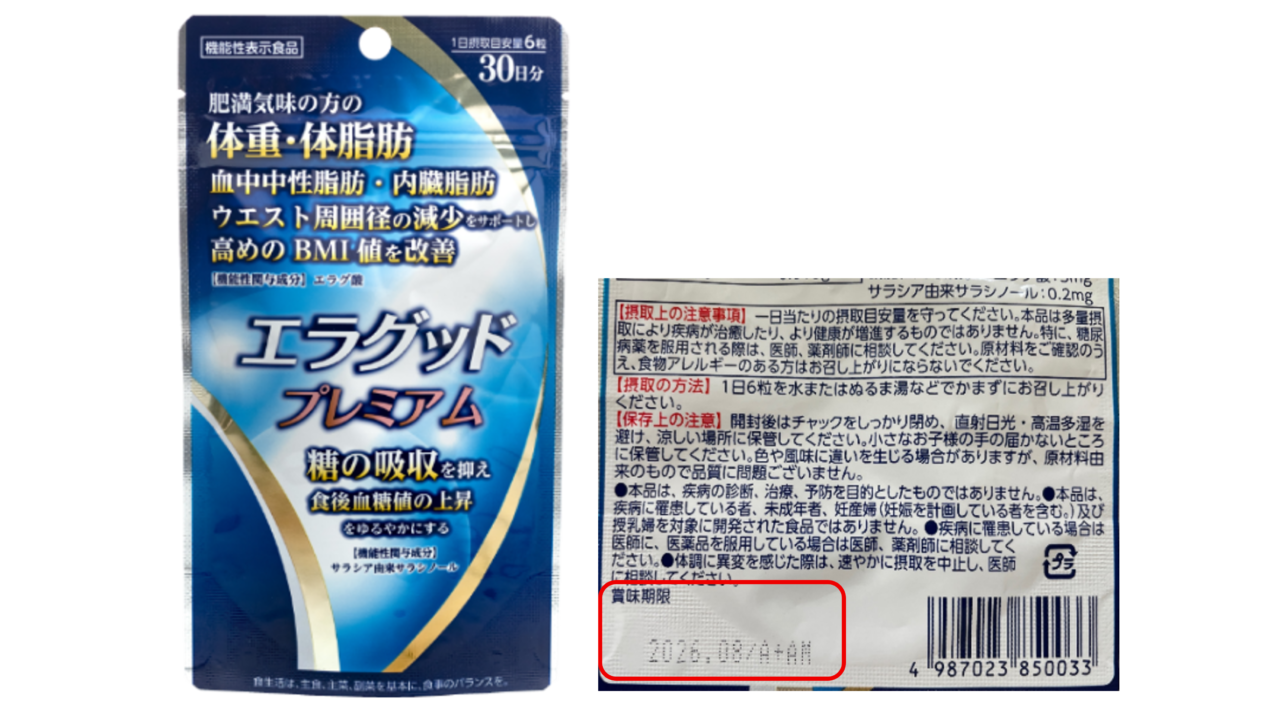 機能性表示食品
1日摂取目安量6粒
30日分
肥満気味の方の
体重・体脂肪
血中中性脂肪・内臓脂肪
ウエスト周囲径の減少をサポートし
高めのBMI値を改善
【機能性関与成分】エラグ酸
エラグッド
プレミアム
糖の吸収を抑え
食後血糖値の上昇
をゆるやかにする
【機能性関与成分】
サラシア由来サラシノール
食生活は、主食、主菜、副菜を基本に、食事のバランスを。
サラシア由来サラシノール:0.2mg
【摂取上の注意事項】一日当たりの摂取目安量を守ってください。本品は多量摂
取により疾病が治癒したり、より健康が増進するものではありません。特に、糖尿
病薬を服用される際は、医師、薬剤師に相談してください。原材料をご確認のう
え、食物アレルギーのある方はお召し上がりにならないでください。
【摂取の方法】1日6粒を水またはぬるま湯などでかまずにお召し上がり
ください。
【保存上の注意】開封後はチャックをしっかり閉め、直射日光・高温多湿を
避け、涼しい場所に保管してください。小さなお子様の手の届かないところ
に保管してください。色や風味に違いを生じる場合がありますが、原材料由
来のもので品質に問題ございません。
●本品は、疾病の診断、治療、予防を目的としたものではありません。●本品は、
疾病に罹患している者、未成年者、妊産婦(妊娠を計画している者を含む。)及び
授乳婦を対象に開発された食品ではありません。●疾病に罹患している場合は
医師に、医薬品を服用している場合は医師、薬剤師に相談してく
ださい。●体調に異変を感じた際は、速やかに摂取を中止し、医師
に相談してください。
プラ
賞味期限
2026.08/A+AM
4 987023 850033